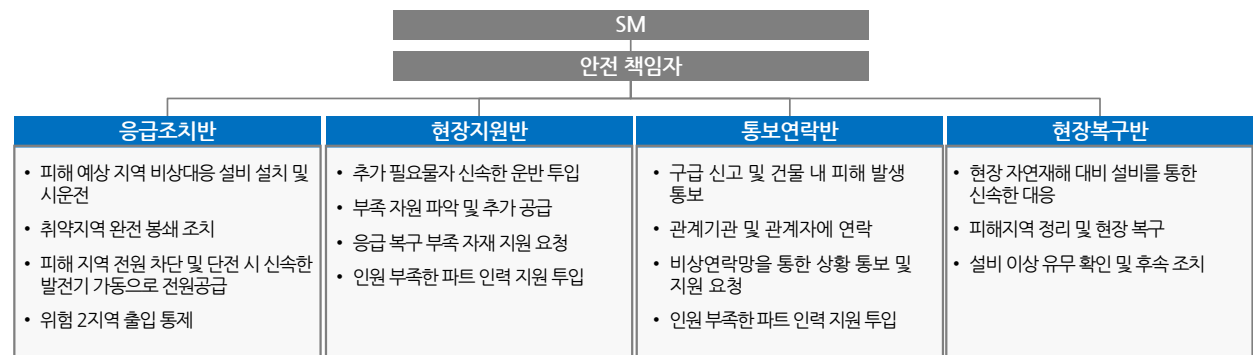 SM
안전 책임자
응급조치반
• 피해 예상 지역 비상대응 설비 설치 및
시운전
• 취약지역 완전 봉쇄 조치
• 피해 지역 전원 차단 및 단전 시 신속한
발전기 가동으로 전원공급
• 위험 2지역 출입 통제
현장지원반
• 추가 필요물자 신속한 운반 투입
• 부족 자원 파악 및 추가 공급
• 응급 복구 부족 자재 지원 요청
• 인원 부족한 파트 인력 지원 투입
통보연락반
• 구급 신고 및 건물 내 피해 발생
통보
• 관계기관 및 관계자에 연락
• 비상연락망을 통한 상황 통보 및
지원 요청
• 인원 부족한 파트 인력 지원 투입
현장복구반
• 현장 자연재해 대비 설비를 통한
신속한 대응
• 피해지역 정리 및 현장 복구
• 설비 이상 유무 확인 및 후속 조치